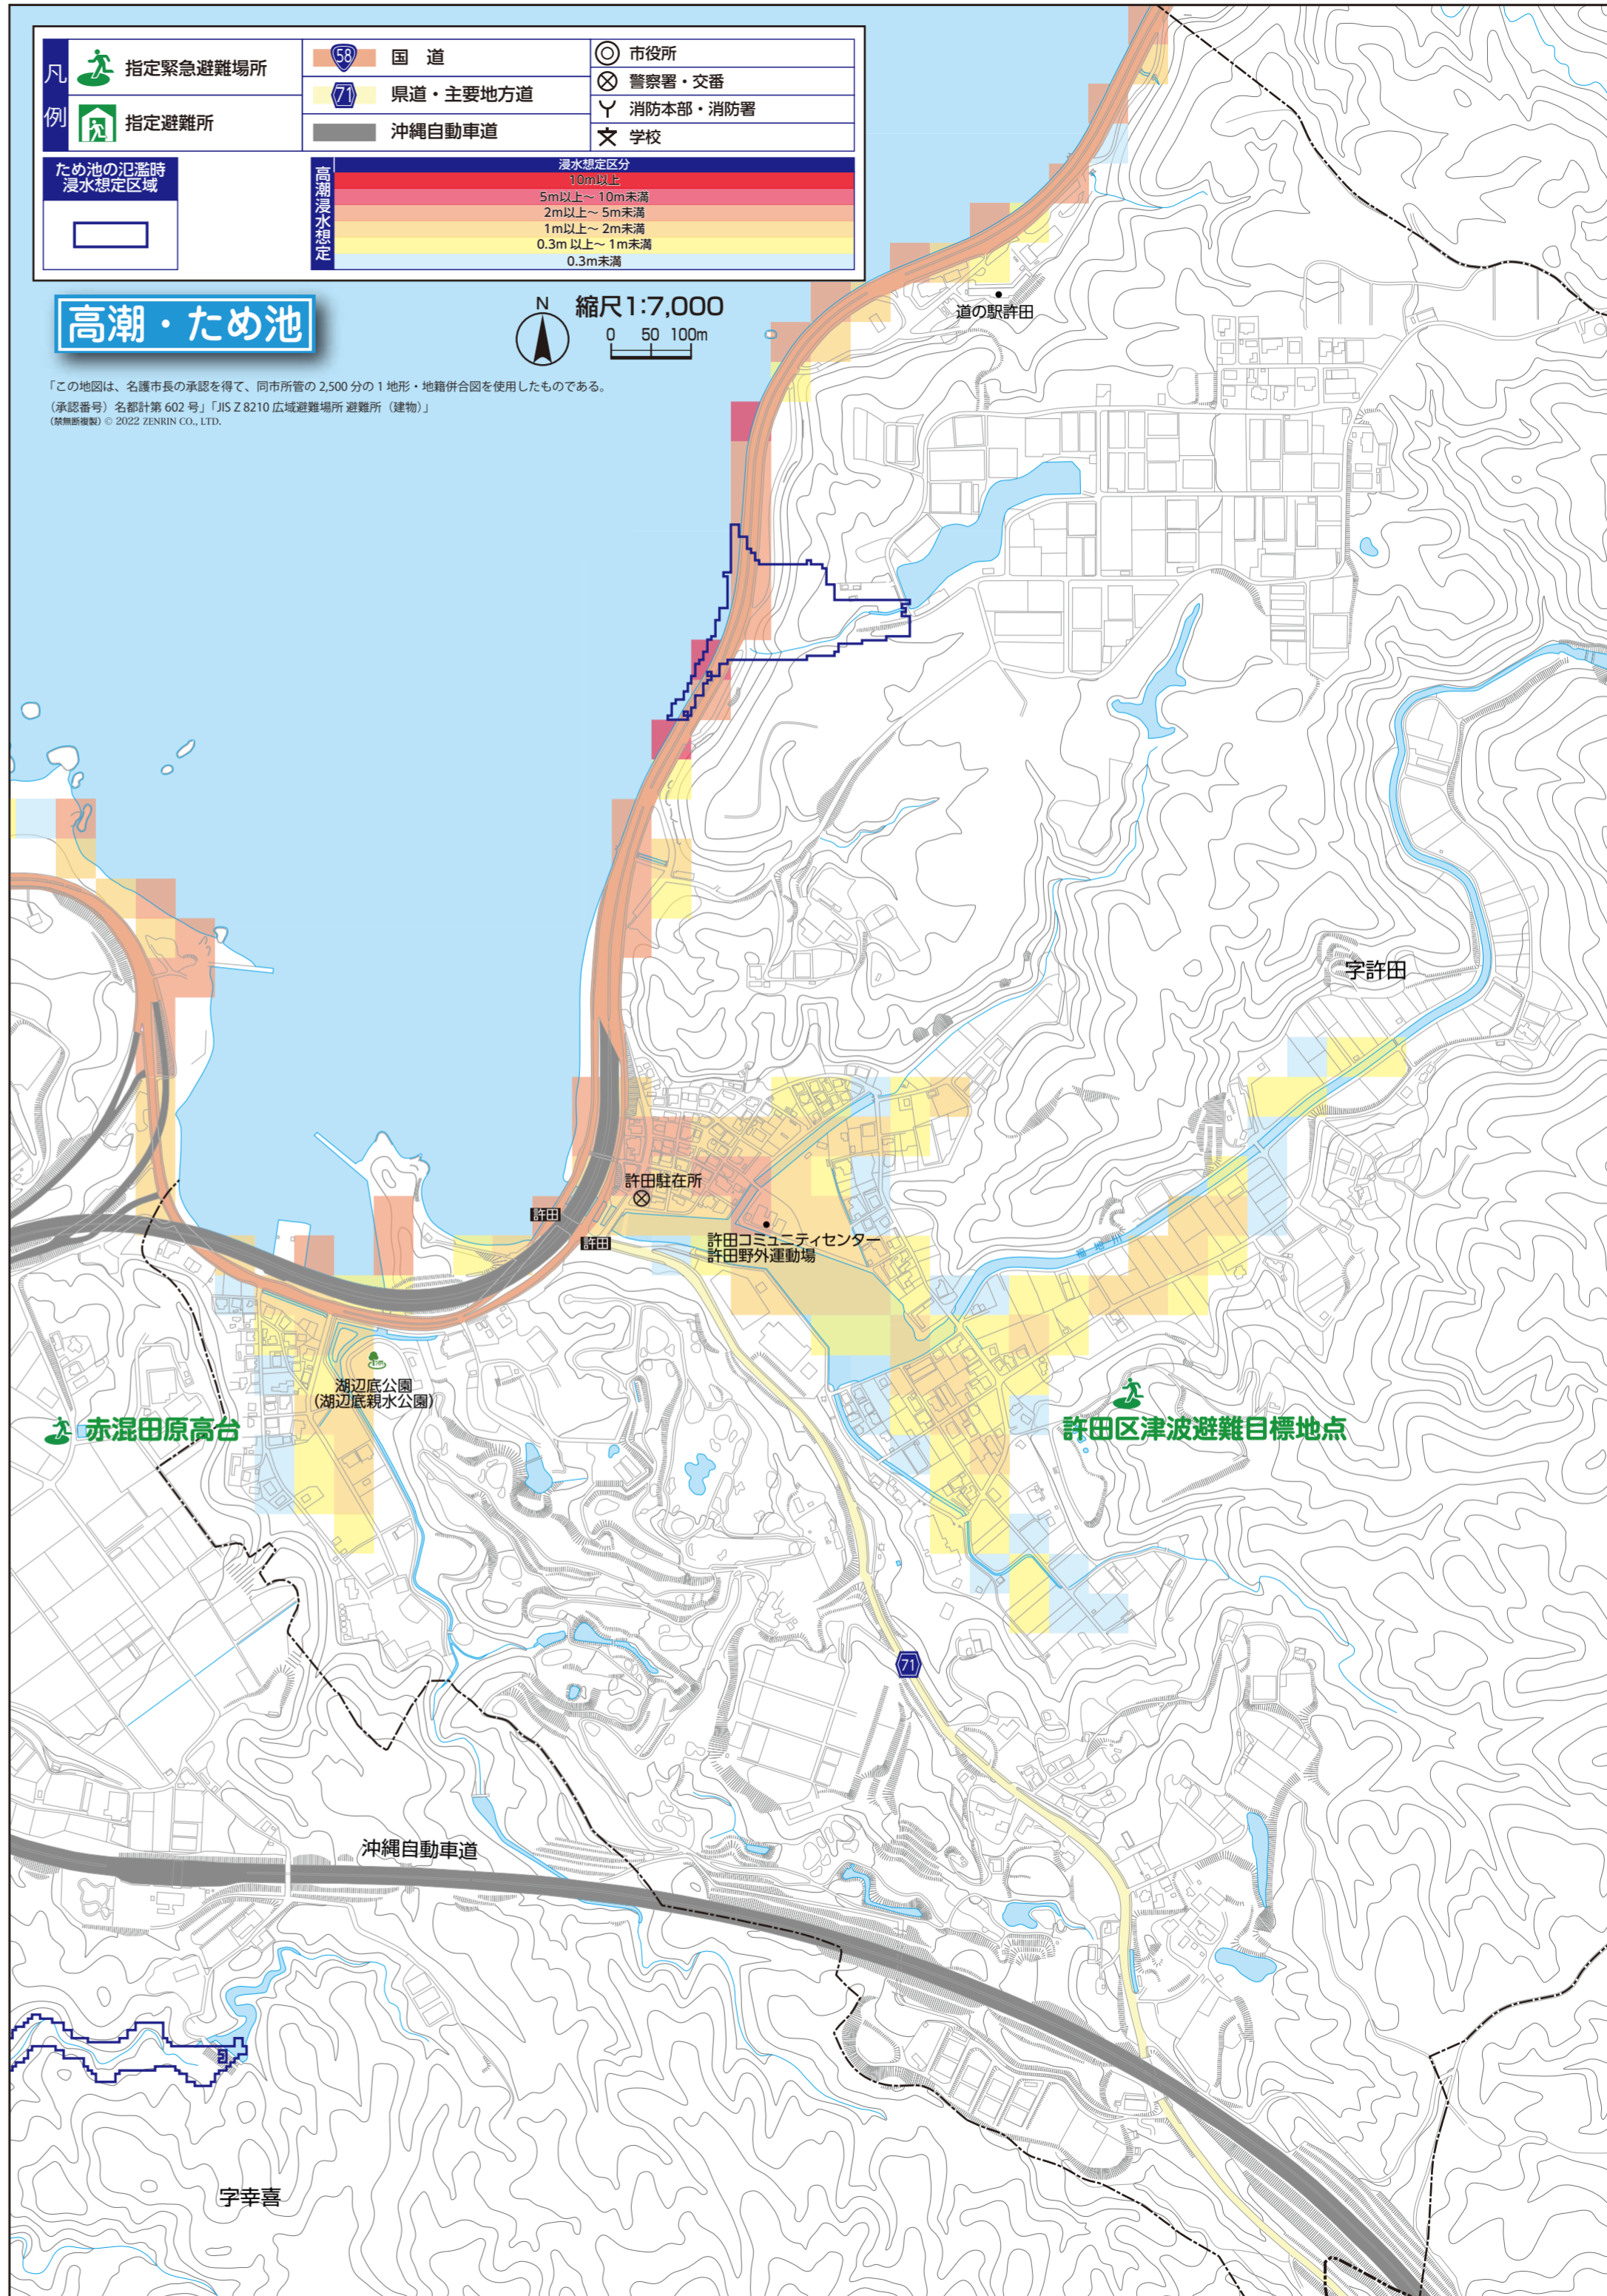 凡例
指定緊急避難場所
指定避難所
58
国 道
71
県道・主要地方道
沖縄自動車道
市役所
警察署・交番
消防本部・消防署
学校
ため池の氾濫時
浸水想定区域
高潮浸水想定
浸水想定区分
10m以上
5m以上～10m未満
2m以上～5m未満
1m以上～2m未満
0.3m 以上～1m未満
0.3m未満
高潮・ため池
N
縮尺1:7,000
0 50 100m
「この地図は、名護市長の承認を得て、同市所管の 2,500 分の 1 地形・地籍併合図を使用したものである。
（承認番号）名都計第 602 号」「JIS Z 8210 広域避難場所 避難所（建物）」
（禁無断複製）© 2022 ZENRIN CO., LTD.
道の駅許田
字許田
許田駐在所
許田
許田
許田コミュニティセンター
許田野外運動場
福地川
湖辺底公園
(湖辺底親水公園)
赤混田原高台
許田区津波避難目標地点
71
沖縄自動車道
字幸喜